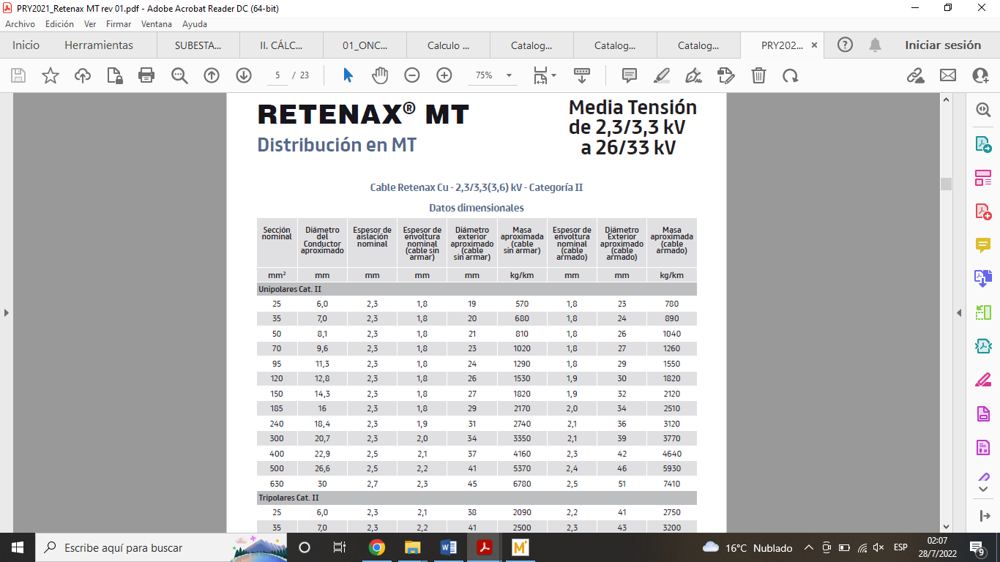 PRY2021_Retenax MT rev 01.pdf - Adobe Acrobat Reader DC (64-bit)
Archivo Edición Ver Firmar Ventana Ayuda
Inicio Herramientas SUBESTA... II. CÁLC... 01_ONC... Calculo ... Catalog... Catalog... Catalog... PRY202... Iniciar sesión
5 / 23 75%
RETENAX® MT
Distribución en MT
Media Tensión
de 2,3/3,3 kV
a 26/33 kV
Cable Retenax Cu - 2,3/3,3(3,6) kV - Categoría II
Datos dimensionales
Sección nominal Diámetro del Conductor aproximado Espesor de aislación nominal Espesor de envoltura nominal (cable sin armar) Diámetro exterior aproximado (cable sin armar) Masa aproximada (cable sin armar) Espesor de envoltura nominal (cable armado) Diámetro Exterior aproximado (cable armado) Masa aproximada (cable armado)
mm² mm mm mm mm kg/km mm mm kg/km
Unipolares Cat. II
25 6,0 2,3 1,8 19 570 1,8 23 780
35 7,0 2,3 1,8 20 680 1,8 24 890
50 8,1 2,3 1,8 21 810 1,8 26 1040
70 9,6 2,3 1,8 23 1020 1,8 27 1260
95 11,3 2,3 1,8 24 1290 1,8 29 1550
120 12,8 2,3 1,8 26 1530 1,9 30 1820
150 14,3 2,3 1,8 27 1820 1,9 32 2120
185 16 2,3 1,8 29 2170 2,0 34 2510
240 18,4 2,3 1,9 31 2740 2,1 36 3120
300 20,7 2,3 2,0 34 3350 2,1 39 3770
400 22,9 2,5 2,1 37 4160 2,3 42 4640
500 26,6 2,5 2,2 41 5370 2,4 46 5930
630 30 2,7 2,3 45 6780 2,5 51 7410
Tripolares Cat. II
25 6,0 2,3 2,1 38 2090 2,2 41 2750
35 7,0 2,3 2,2 41 2500 2,3 43 3200
Escribe aquí para buscar
16°C Nublado
ESP
02:07
28/7/2022
9